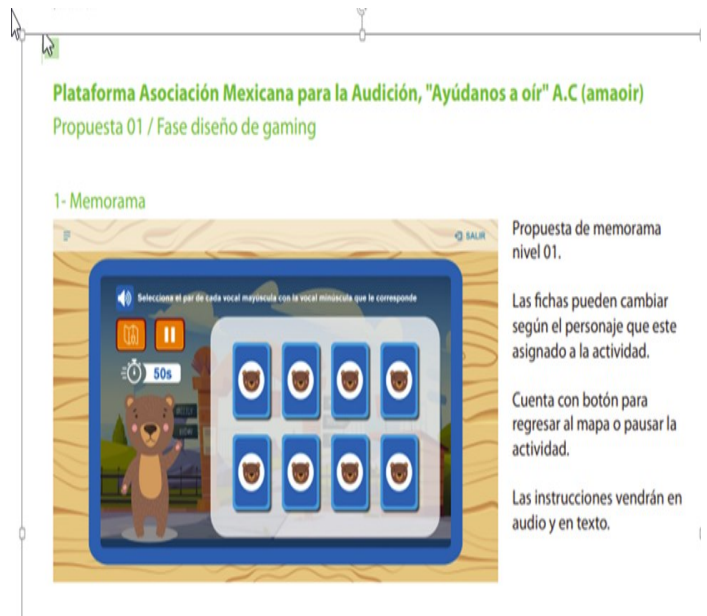 Plataforma Asociación Mexicana para la Audición, "Ayúdanos a oír" A.C (amaoir)
Propuesta 01 / Fase diseño de gaming
1- Memorama
SALIR
Selecciona el par de cada vocal mayúscula con la vocal minúscula que le corresponde
50s
Propuesta de memorama
nivel 01.
Las fichas pueden cambiar
según el personaje que este
asignado a la actividad.
Cuenta con botón para
regresar al mapa o pausar la
actividad.
Las instrucciones vendrán en
audio y en texto.